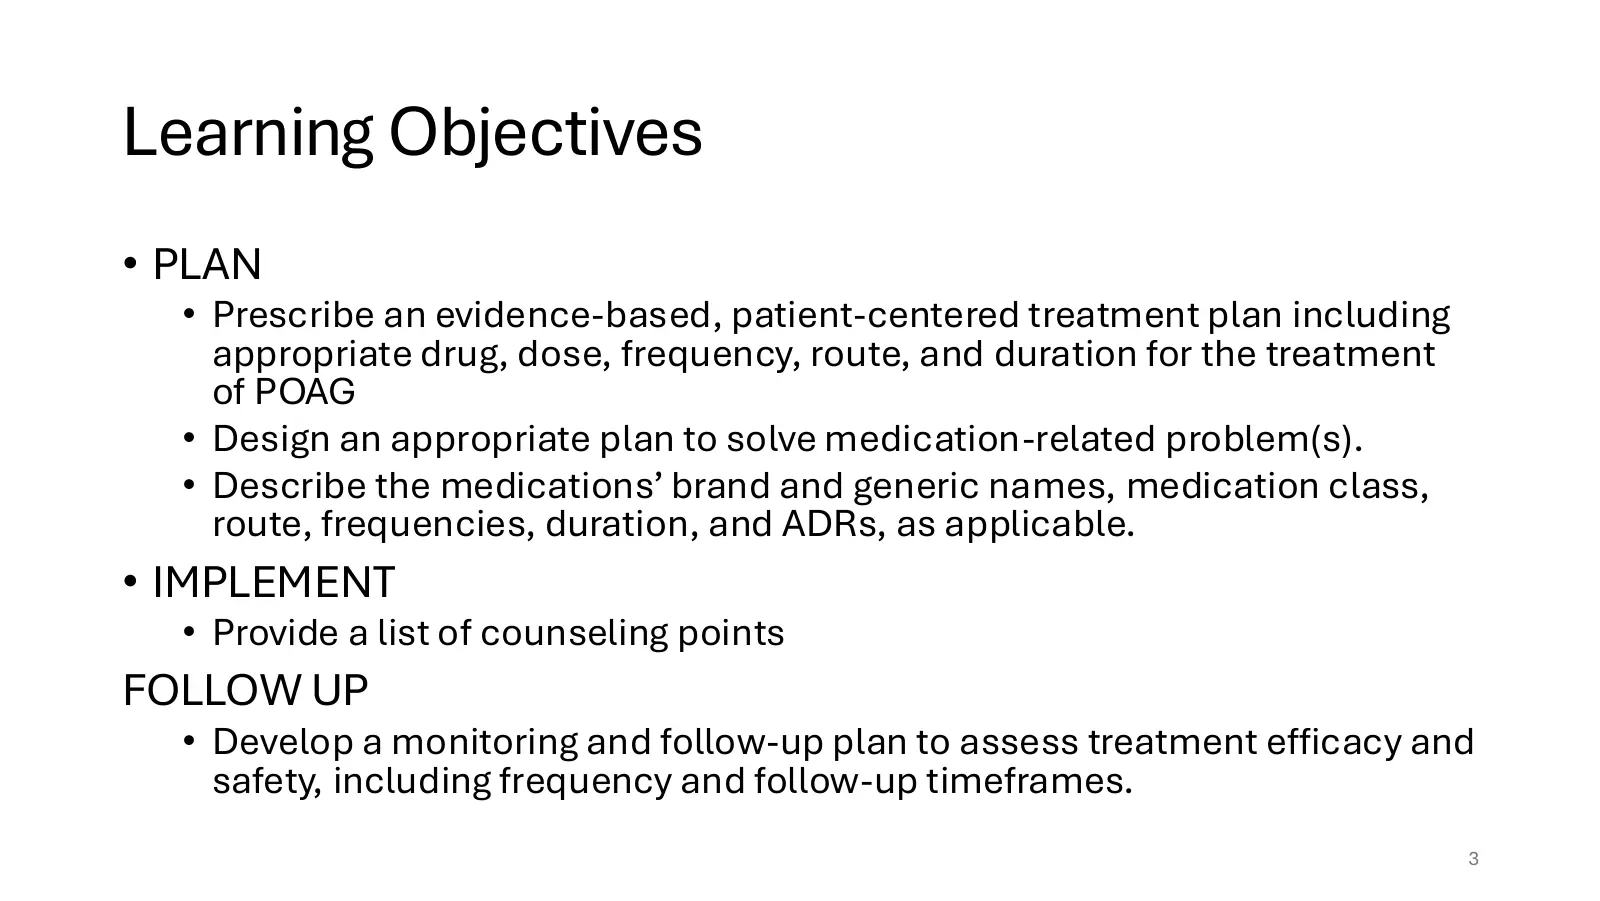 Learning Objectives
• PLAN
• Prescribe an evidence-based, patient-centered treatment plan including
appropriate drug, dose, frequency, route, and duration for the treatment
of POAG
• Design an appropriate plan to solve medication-related problem(s).
• Describe the medications’ brand and generic names, medication class,
route, frequencies, duration, and ADRs, as applicable.
• IMPLEMENT
• Provide a list of counseling points
FOLLOW UP
• Develop a monitoring and follow-up plan to assess treatment efficacy and
safety, including frequency and follow-up timeframes.
3